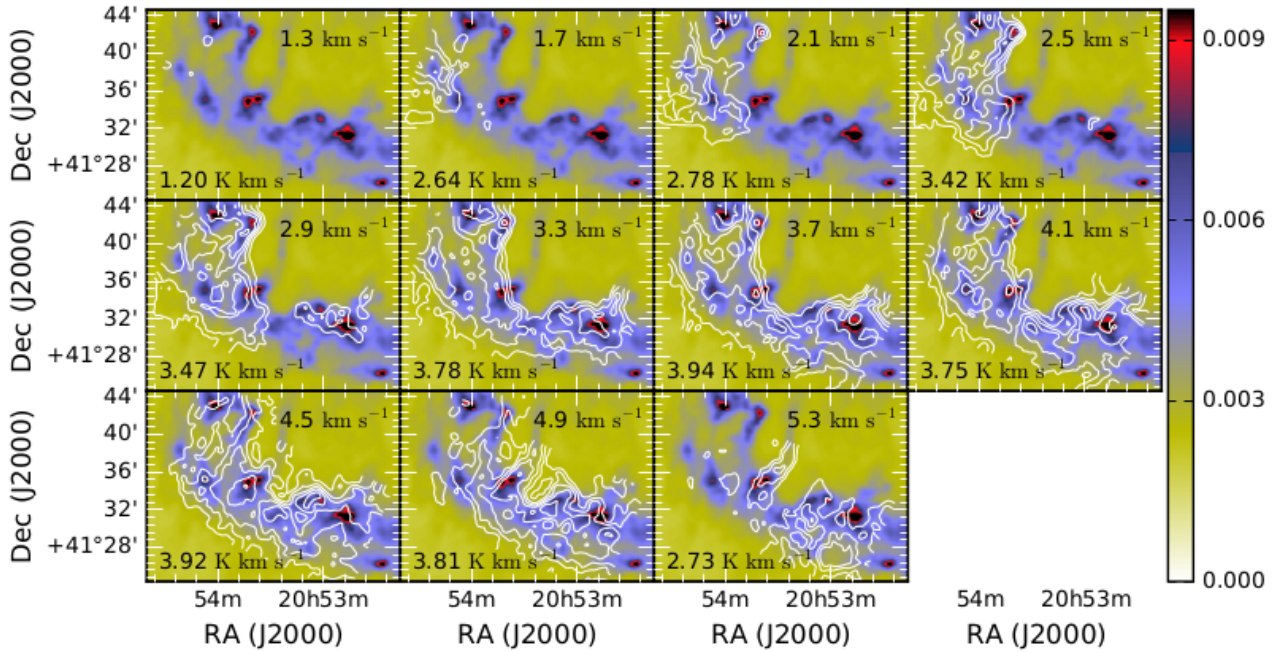 44'
40'
36'
32'
+41°28'
Dec (J2000)
1.3 km s⁻¹
1.20 K km s⁻¹
1.7 km s⁻¹
2.64 K km s⁻¹
2.1 km s⁻¹
2.78 K km s⁻¹
2.5 km s⁻¹
3.42 K km s⁻¹
44'
40'
36'
32'
+41°28'
Dec (J2000)
2.9 km s⁻¹
3.47 K km s⁻¹
3.3 km s⁻¹
3.78 K km s⁻¹
3.7 km s⁻¹
3.94 K km s⁻¹
4.1 km s⁻¹
3.75 K km s⁻¹
44'
40'
36'
32'
+41°28'
Dec (J2000)
4.5 km s⁻¹
3.92 K km s⁻¹
4.9 km s⁻¹
3.81 K km s⁻¹
5.3 km s⁻¹
2.73 K km s⁻¹
54m 20h53m
RA (J2000)
54m 20h53m
RA (J2000)
54m 20h53m
RA (J2000)
54m 20h53m
RA (J2000)
0.009
0.006
0.003
0.000